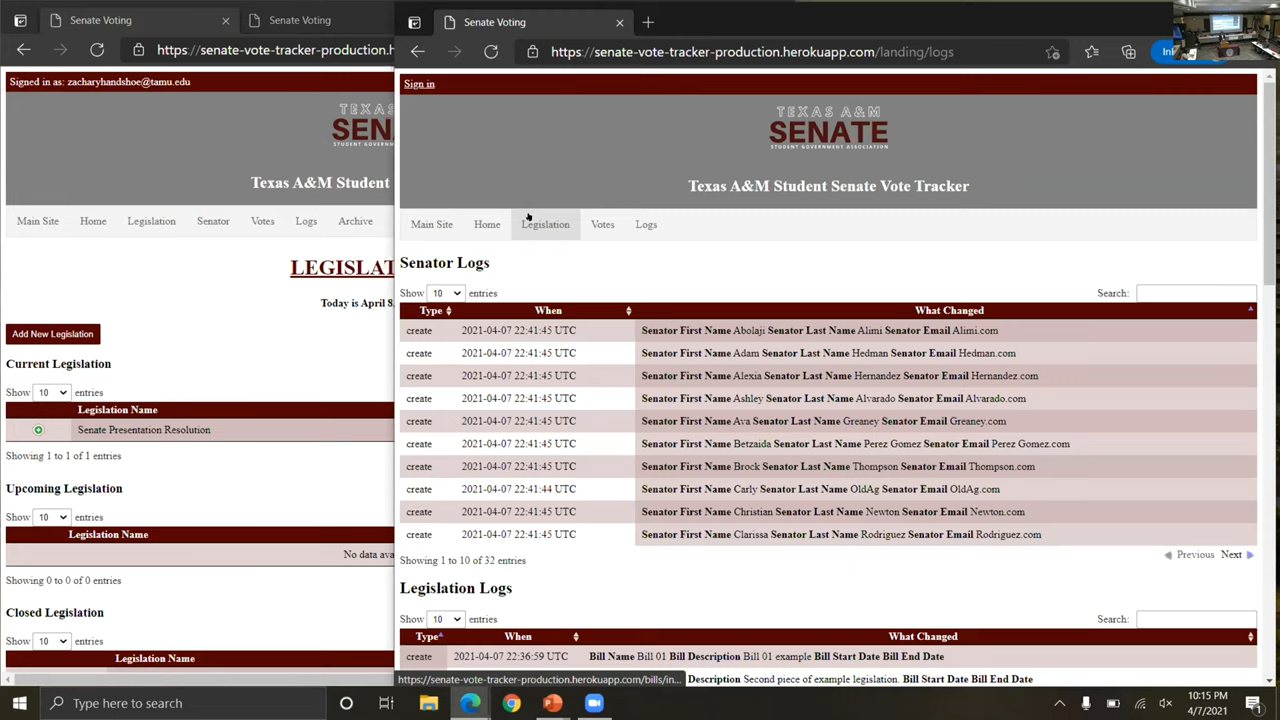 Senate Voting
Senate Voting
https://senate-vote-tracker-production.h
Signed in as: zacharyhandshoe@tamu.edu
TEXAS
SEN
STUDENT GOVERN
Texas A&M Student
Main Site Home Legislation Senator Votes Logs Archive
LEGISLAT
Today is April 8,
Add New Legislation
Current Legislation
Show 10 entries
Legislation Name
Senate Presentation Resolution
Showing 1 to 1 of 1 entries
Upcoming Legislation
Show 10 entries
Legislation Name
No data ava
Showing 0 to 0 of 0 entries
Closed Legislation
Show 10 entries
Legislation Name
Senate Voting
https://senate-vote-tracker-production.herokuapp.com/landing/logs
Sign in
TEXAS A&M
SENATE
STUDENT GOVERNMENT ASSOCIATION
Texas A&M Student Senate Vote Tracker
Main Site Home Legislation Votes Logs
Senator Logs
Show 10 entries Search:
Type When What Changed
create 2021-04-07 22:41:45 UTC Senator First Name Abolaji Senator Last Name Alimi Senator Email Alimi.com
create 2021-04-07 22:41:45 UTC Senator First Name Adam Senator Last Name Hedman Senator Email Hedman.com
create 2021-04-07 22:41:45 UTC Senator First Name Alexia Senator Last Name Hernandez Senator Email Hernandez.com
create 2021-04-07 22:41:45 UTC Senator First Name Ashley Senator Last Name Alvarado Senator Email Alvarado.com
create 2021-04-07 22:41:45 UTC Senator First Name Ava Senator Last Name Greaney Senator Email Greaney.com
create 2021-04-07 22:41:45 UTC Senator First Name Betzaida Senator Last Name Perez Gomez Senator Email Perez Gomez.com
create 2021-04-07 22:41:45 UTC Senator First Name Brock Senator Last Name Thompson Senator Email Thompson.com
create 2021-04-07 22:41:44 UTC Senator First Name Carly Senator Last Name OldAg Senator Email OldAg.com
create 2021-04-07 22:41:45 UTC Senator First Name Christian Senator Last Name Newton Senator Email Newton.com
create 2021-04-07 22:41:45 UTC Senator First Name Clarissa Senator Last Name Rodriguez Senator Email Rodriguez.com
Showing 1 to 10 of 32 entries Previous Next
Legislation Logs
Show 10 entries Search:
Type When What Changed
create 2021-04-07 22:36:59 UTC Bill Name Bill 01 Bill Description Bill 01 example Bill Start Date Bill End Date
Description Second piece of example legislation. Bill Start Date Bill End Date
https://senate-vote-tracker-production.herokuapp.com/bills/in...
Type here to search
10:15 PM
4/7/2021
1